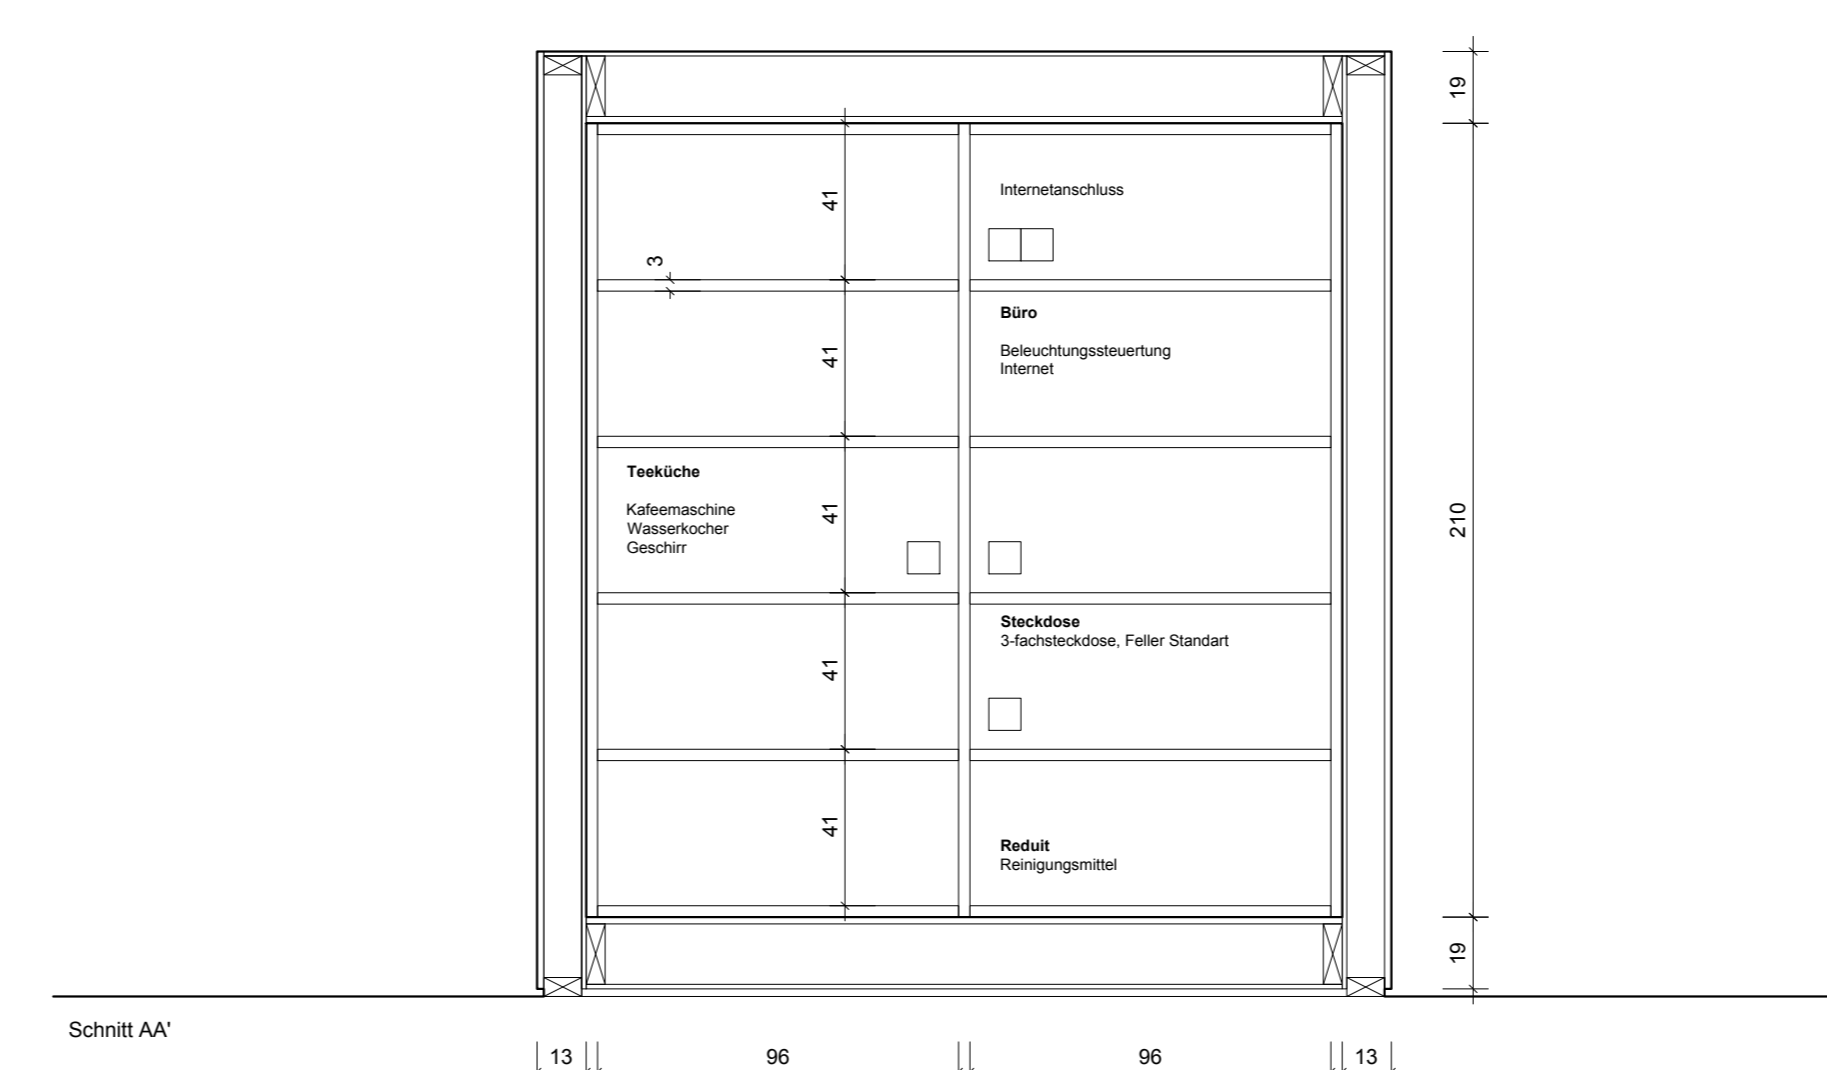 19
41
Internetanschluss
3
Büro
41
Beleuchtungssteuertung
Internet
Teeküche
Kafeemaschine
41
210
Wasserkocher
Geschirr
Steckdose
3-fachsteckdose, Feller Standart
41
41
Reduit
Reinigungsmittel
19
Schnitt AA'
13 96 96 13